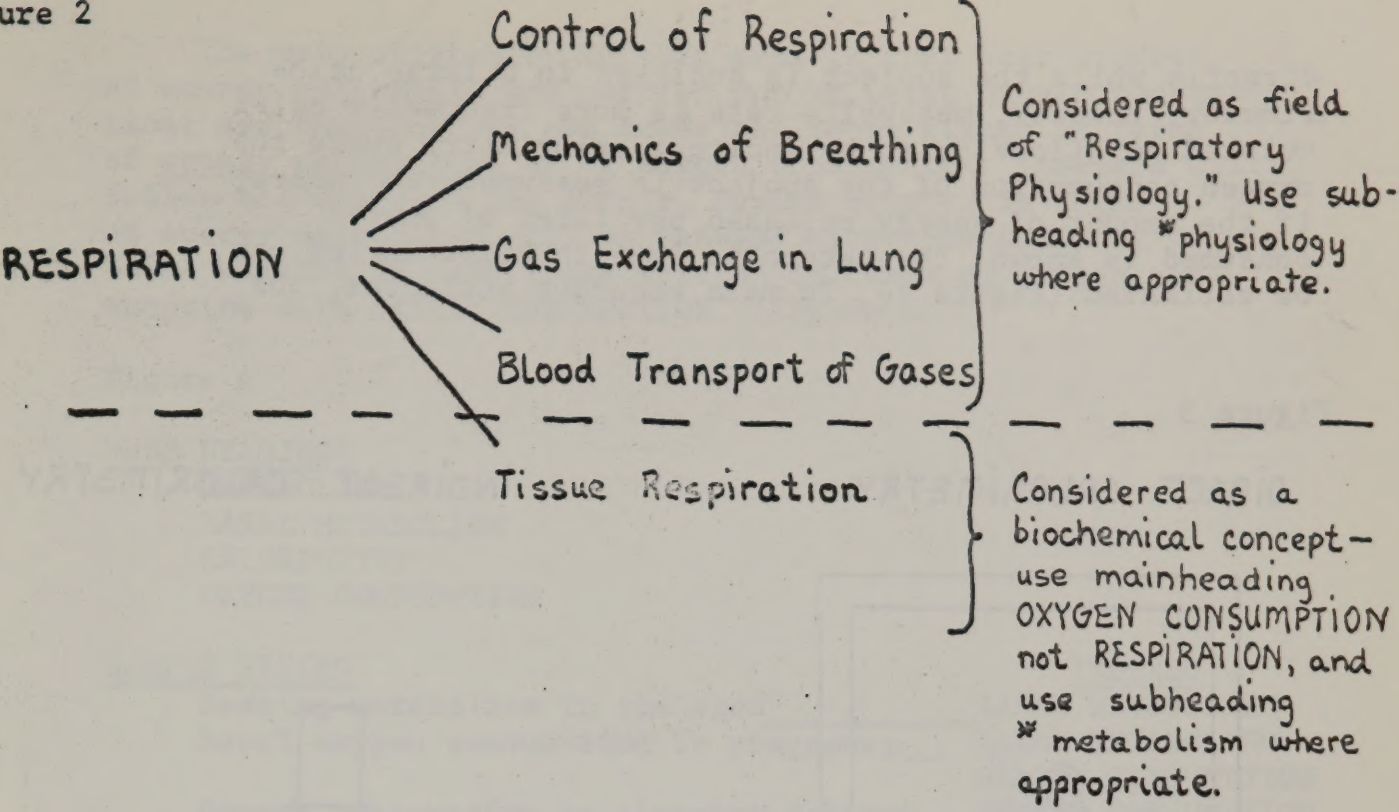 ure 2
Control of Respiration
Mechanics of Breathing
RESPIRATION
Gas Exchange in Lung
Blood Transport of Gases
Considered as field
of "Respiratory
Physiology." Use sub-
heading *physiology
where appropriate.
Tissue Respiration
Considered as a
biochemical concept—
use mainheading
OXYGEN CONSUMPTION
not RESPIRATION, and
use subheading
* metabolism where
appropriate.